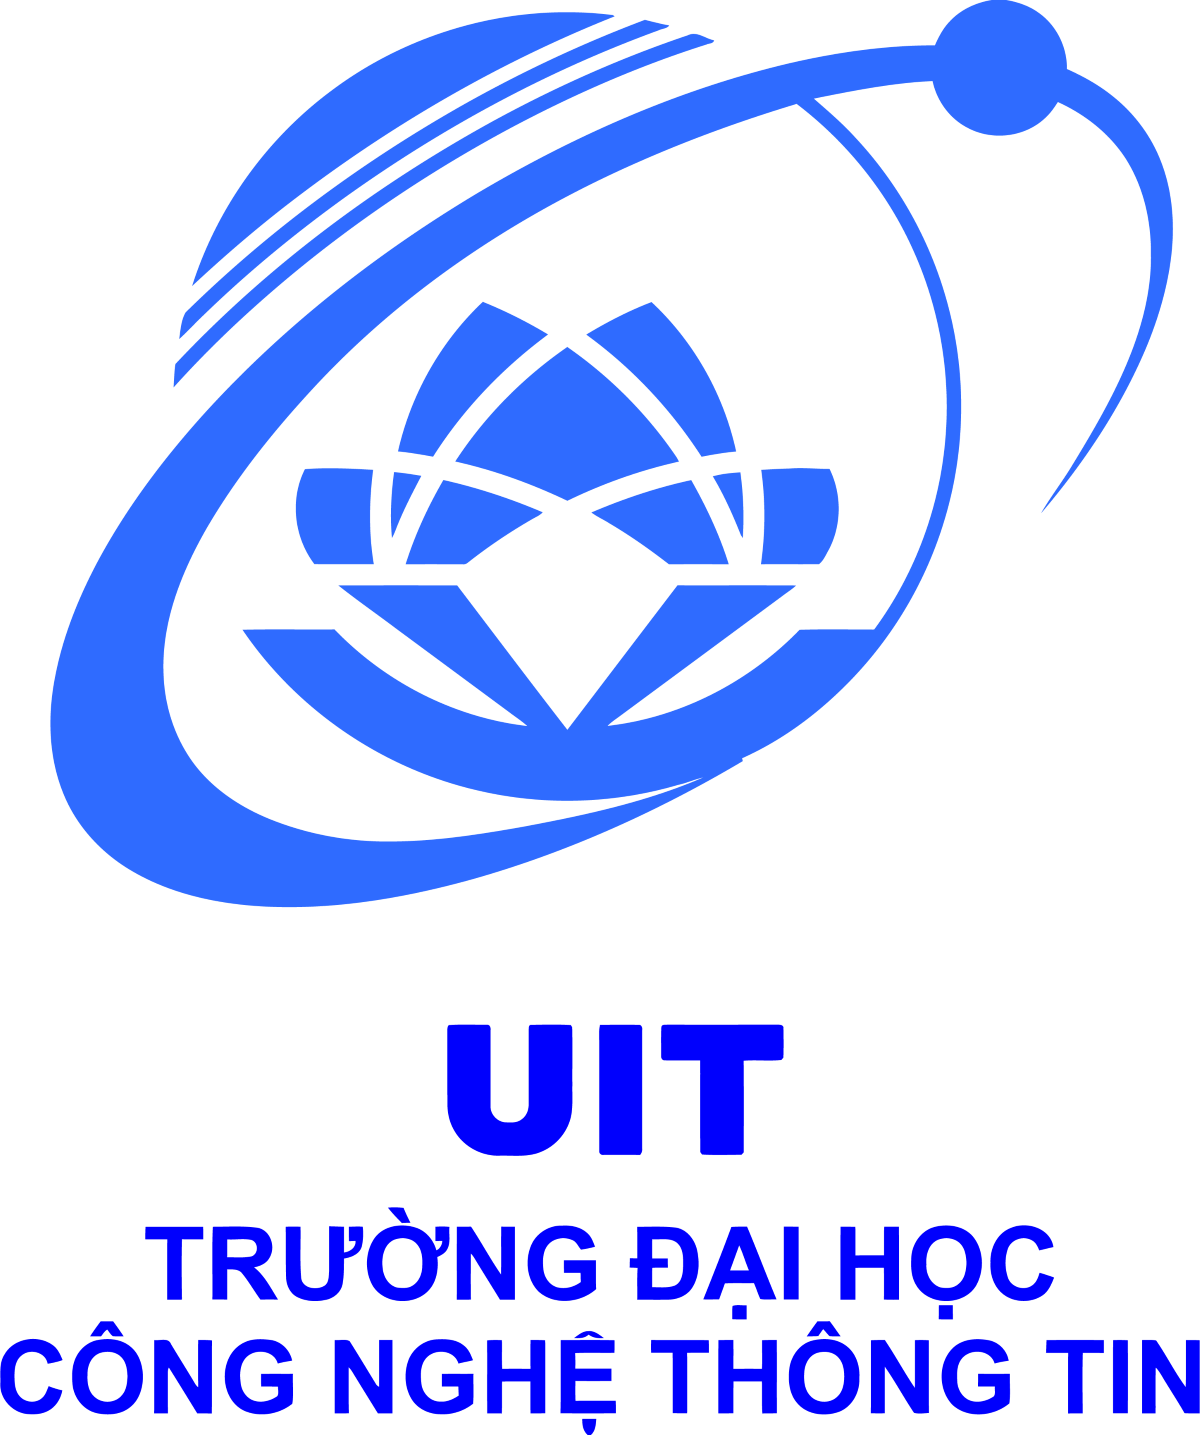 UIT
TRƯỜNG ĐẠI HỌC
CÔNG NGHỆ THÔNG TIN